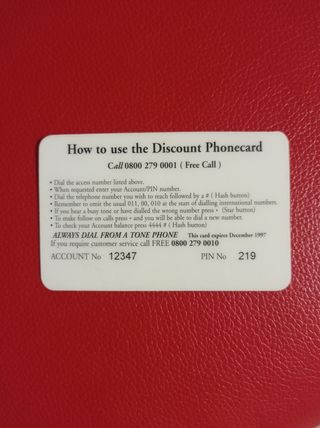 How to use the Discount Phonecard
Call 0800 279 0001 ( Free Call )
• Dial the access number listed above.
• When requested enter your Account/PIN number.
• Dial the telephone number you wish to reach followed by a # ( Hash button)
• Remember to omit the usual 011, 00, 010 at the start of dialling international numbers.
• If you hear a busy tone or have dialled the wrong number press * (Star button)
• To make follow on calls press * and you will be able to dial a new number.
• To check your Account balance press 4444 # ( Hash button)
ALWAYS DIAL FROM A TONE PHONE This card expires December 1997
If you require customer service call FREE 0800 279 0010
ACCOUNT No 12347 PIN No 219